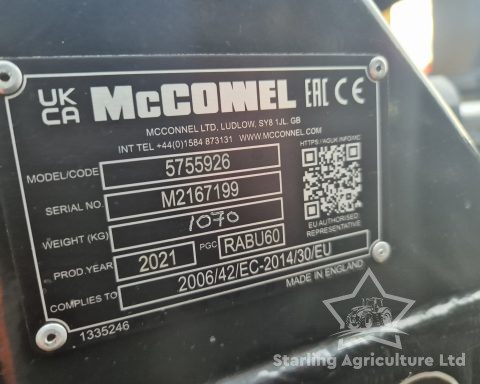 UK CA McCONNEL EAC CE
MCCONNEL LTD, LUDLOW, SY8 1JL. GB
INT TEL +44(0)1584 873131 WWW.MCCONNEL.COM
MODEL/CODE 5755926
SERIAL NO. M2167199
WEIGHT (KG) 1070
PROD.YEAR 2021 PGC RABU60
COMPLIES TO 2006/42/EC-2014/30/EU
EU AUTHORISED
REPRESENTATIVE
MADE IN ENGLAND
1335246
Starling Agriculture Ltd